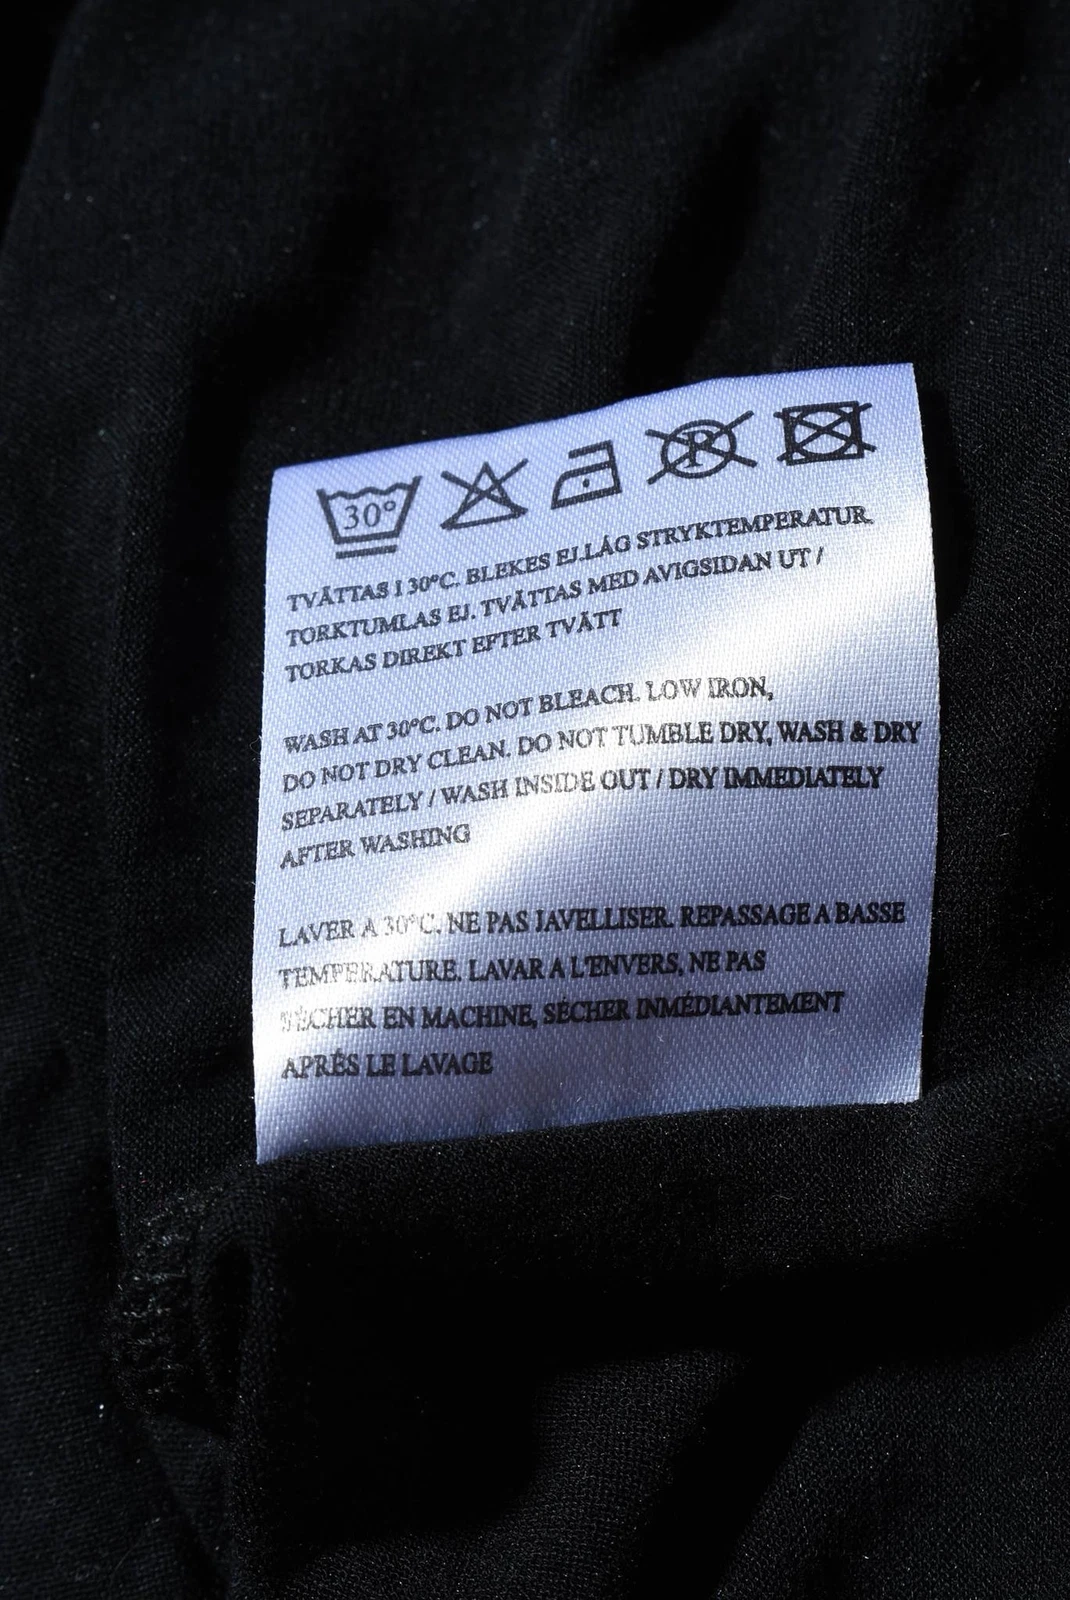 30°
P
TVÄTTAS I 30°C. BLEKES EJ.LÅG STRYKTEMPERATUR.
TORKTUMLAS EJ. TVÄTTAS MED AVIGSIDAN UT /
TORKAS DIREKT EFTER TVÄTT
WASH AT 30°C. DO NOT BLEACH. LOW IRON,
DO NOT DRY CLEAN. DO NOT TUMBLE DRY, WASH & DRY
SEPARATELY / WASH INSIDE OUT / DRY IMMEDIATELY
AFTER WASHING
LAVER A 30°C. NE PAS JAVELLISER. REPASSAGE A BASSE
TEMPERATURE. LAVAR A L'ENVERS, NE PAS
SÉCHER EN MACHINE, SÉCHER INMÉDIANTEMENT
APRÉS LE LAVAGE